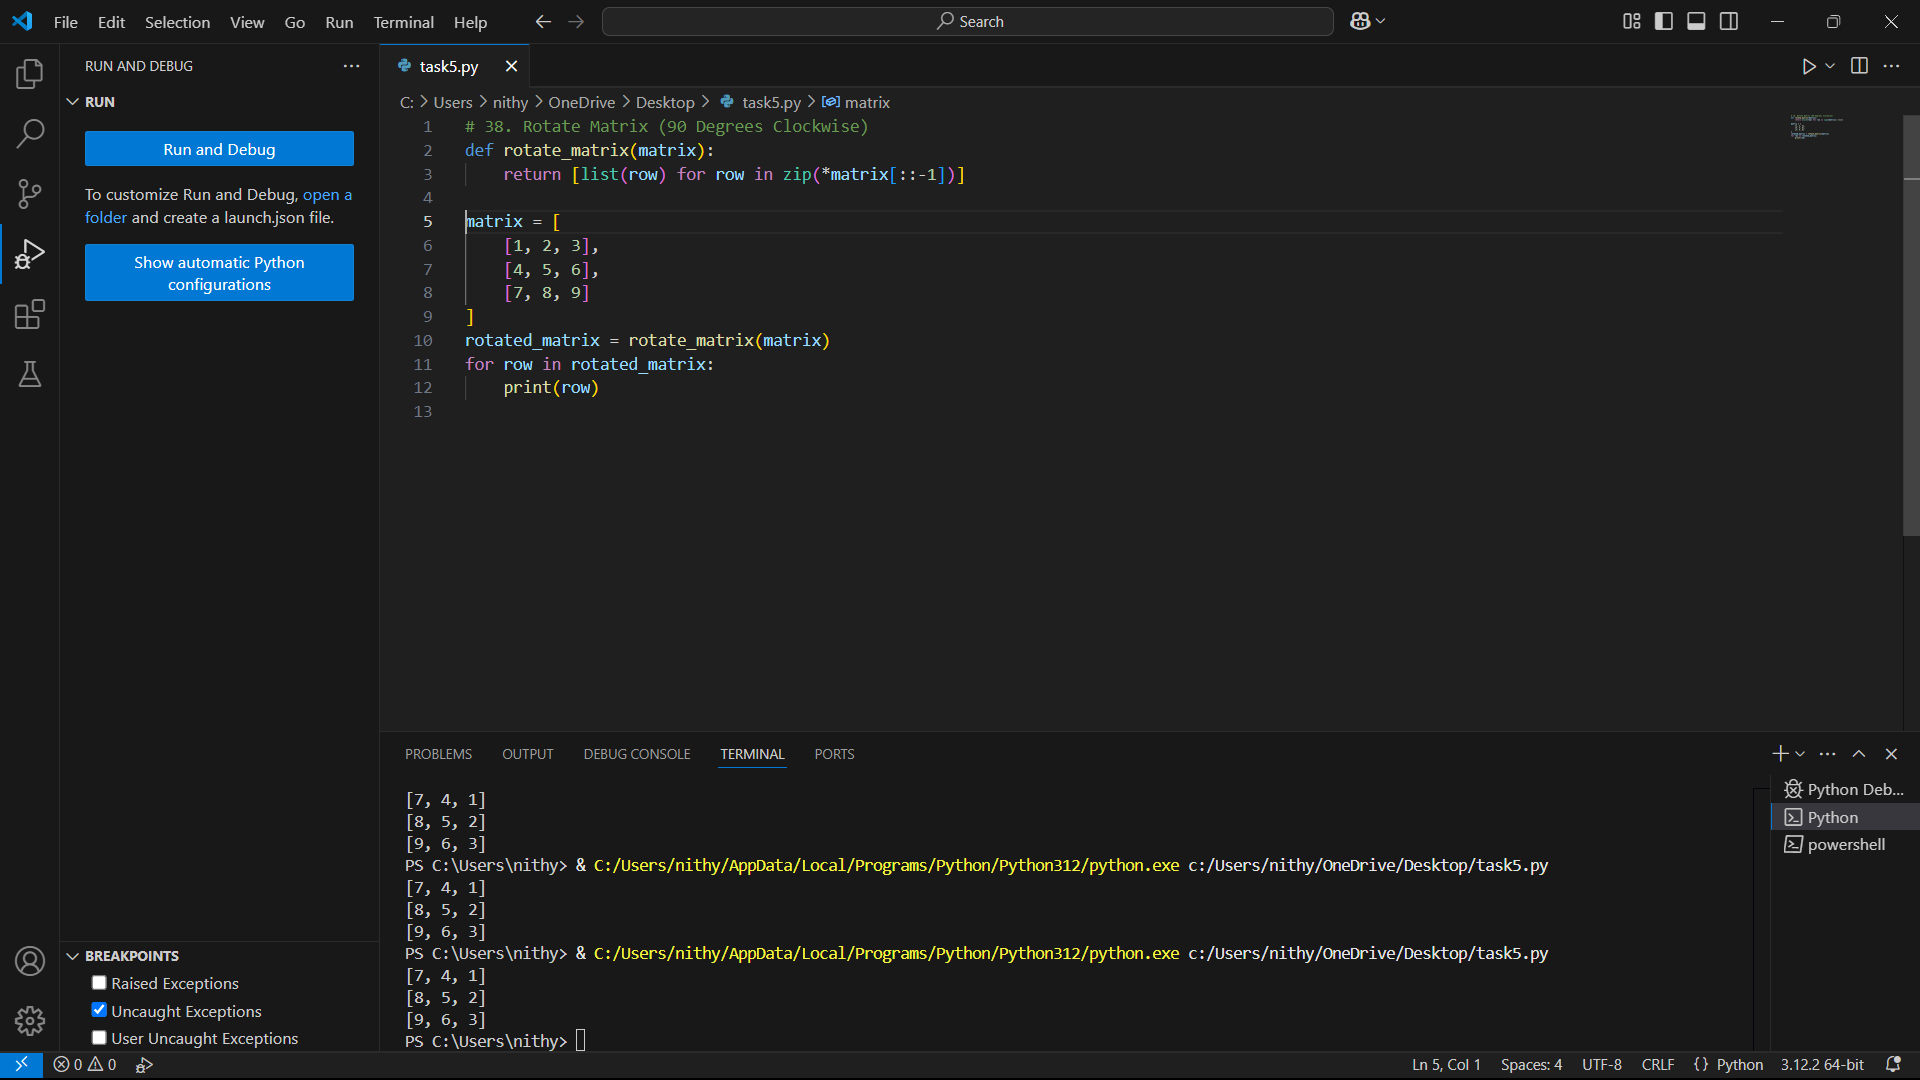 File Edit Selection View Go Run Terminal Help Search
RUN AND DEBUG
RUN
Run and Debug
To customize Run and Debug, open a
folder and create a launch.json file.
Show automatic Python
configurations
BREAKPOINTS
Raised Exceptions
Uncaught Exceptions
User Uncaught Exceptions
task5.py
C: > Users > nithy > OneDrive > Desktop > task5.py > matrix
1 # 38. Rotate Matrix (90 Degrees Clockwise)
2 def rotate_matrix(matrix):
3     return [list(row) for row in zip(*matrix[::-1])]
4
5 matrix = [
6     [1, 2, 3],
7     [4, 5, 6],
8     [7, 8, 9]
9 ]
10 rotated_matrix = rotate_matrix(matrix)
11 for row in rotated_matrix:
12     print(row)
13
PROBLEMS OUTPUT DEBUG CONSOLE TERMINAL PORTS
[7, 4, 1]
[8, 5, 2]
[9, 6, 3]
PS C:\Users\nithy> & C:/Users/nithy/AppData/Local/Programs/Python/Python312/python.exe c:/Users/nithy/OneDrive/Desktop/task5.py
[7, 4, 1]
[8, 5, 2]
[9, 6, 3]
PS C:\Users\nithy> & C:/Users/nithy/AppData/Local/Programs/Python/Python312/python.exe c:/Users/nithy/OneDrive/Desktop/task5.py
[7, 4, 1]
[8, 5, 2]
[9, 6, 3]
PS C:\Users\nithy>
Python Deb...
Python
powershell
0 0 Ln 5, Col 1 Spaces: 4 UTF-8 CRLF {} Python 3.12.2 64-bit